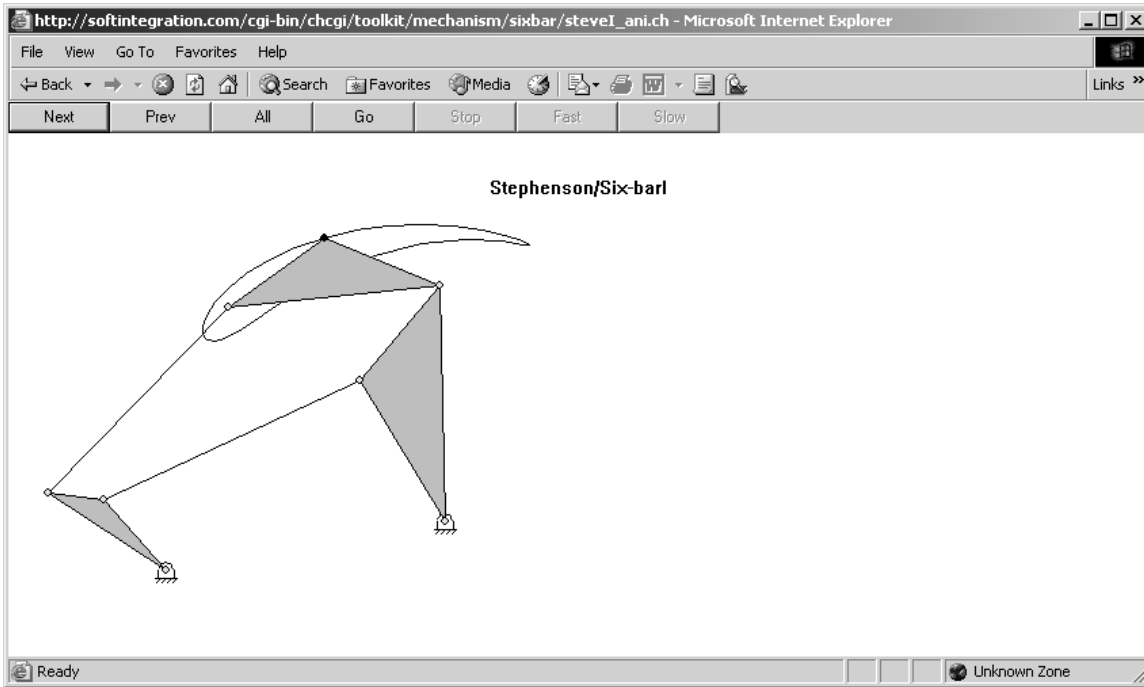 http://softintegration.com/cgi-bin/chcgi/toolkit/mechanism/sixbar/steveI_ani.ch - Microsoft Internet Explorer
File View Go To Favorites Help
Back Search Favorites Media Links »
Next Prev All Go Stop Fast Slow
Stephenson/Six-barI
Ready Unknown Zone